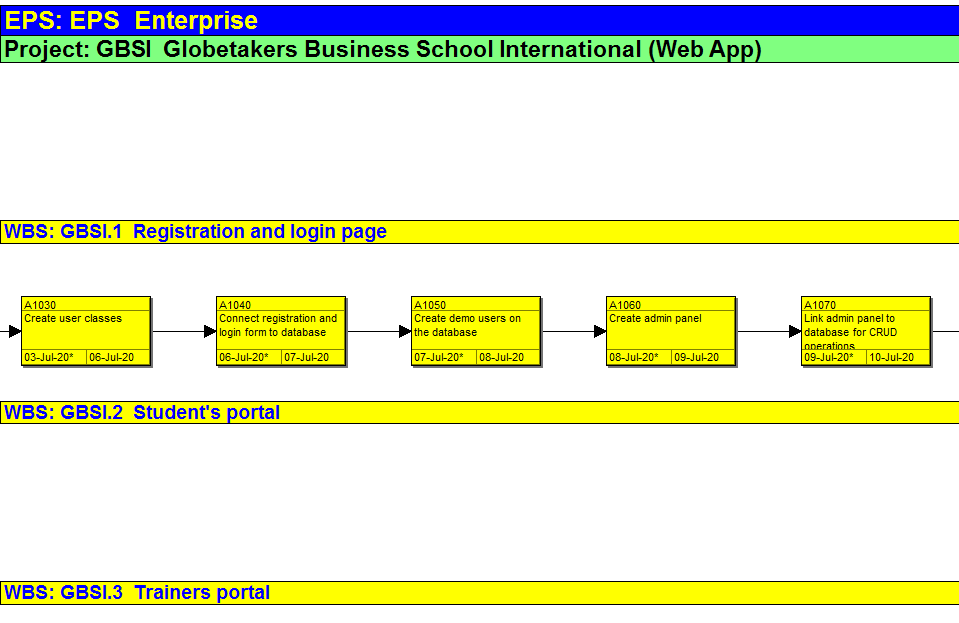 EPS: EPS  Enterprise
Project: GBSI  Globetakers Business School International (Web App)
WBS: GBSI.1  Registration and login page
A1030
Create user classes
03-Jul-20* 06-Jul-20
A1040
Connect registration and
login form to database
06-Jul-20* 07-Jul-20
A1050
Create demo users on
the database
07-Jul-20* 08-Jul-20
A1060
Create admin panel
08-Jul-20* 09-Jul-20
A1070
Link admin panel to
database for CRUD
operations
09-Jul-20* 10-Jul-20
WBS: GBSI.2  Student's portal
WBS: GBSI.3  Trainers portal